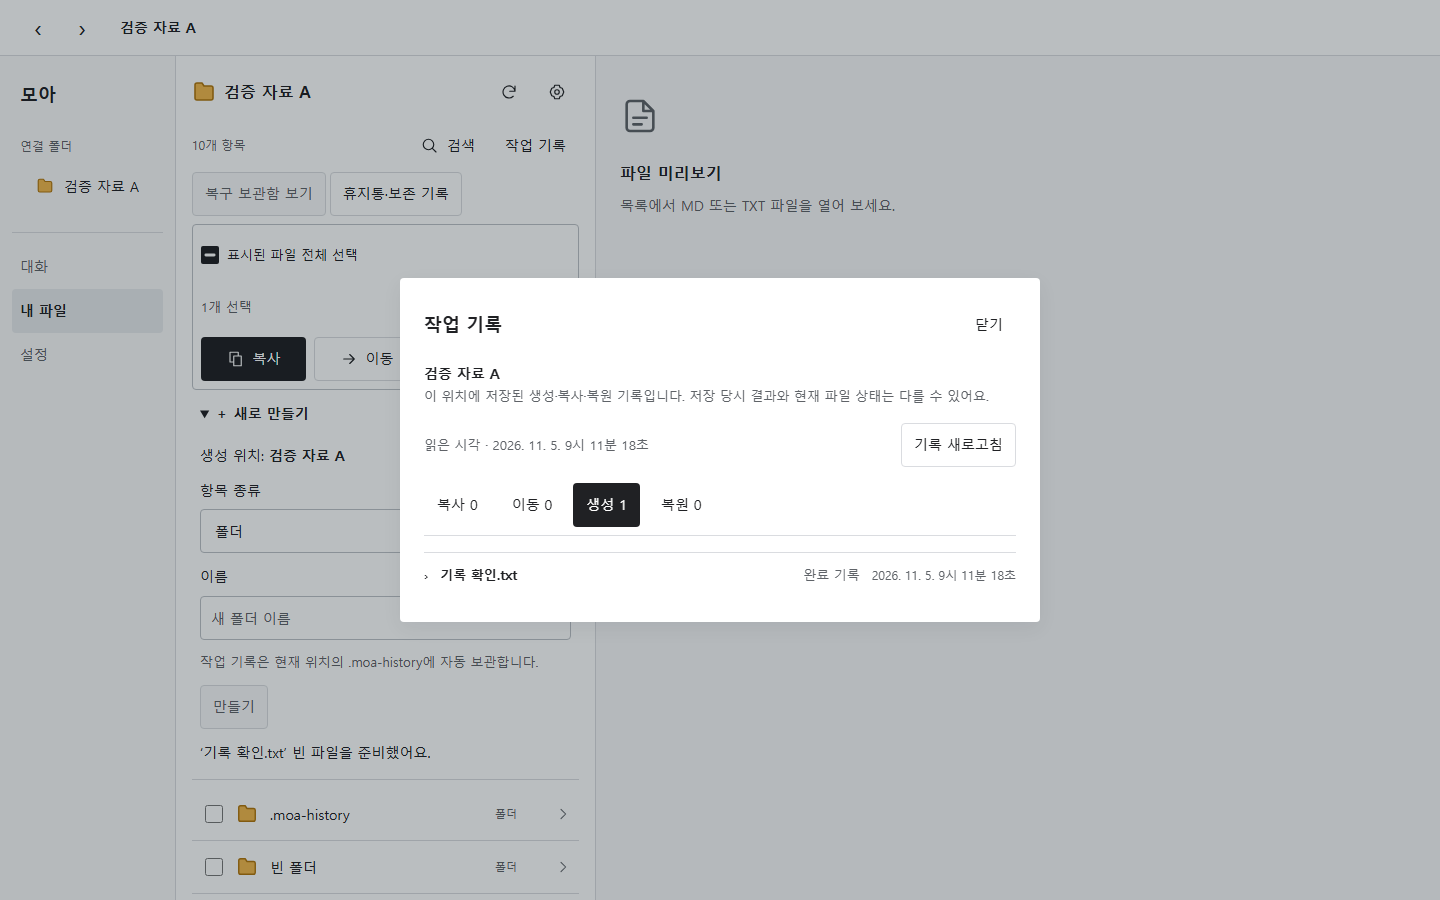 검증 자료 A
모아
연결 폴더
검증 자료 A
대화
내 파일
설정
검증 자료 A
10개 항목
검색
작업 기록
복구 보관함 보기
휴지통·보존 기록
표시된 파일 전체 선택
1개 선택
복사
이동
+ 새로 만들기
생성 위치: 검증 자료 A
항목 종류
폴더
이름
새 폴더 이름
작업 기록은 현재 위치의 .moa-history에 자동 보관합니다.
만들기
‘기록 확인.txt’ 빈 파일을 준비했어요.
.moa-history 폴더
빈 폴더 폴더
파일 미리보기
목록에서 MD 또는 TXT 파일을 열어 보세요.
작업 기록
닫기
검증 자료 A
이 위치에 저장된 생성·복사·복원 기록입니다. 저장 당시 결과와 현재 파일 상태는 다를 수 있어요.
읽은 시각 · 2026. 11. 5. 9시 11분 18초
기록 새로고침
복사 0 이동 0 생성 1 복원 0
기록 확인.txt 완료 기록 2026. 11. 5. 9시 11분 18초